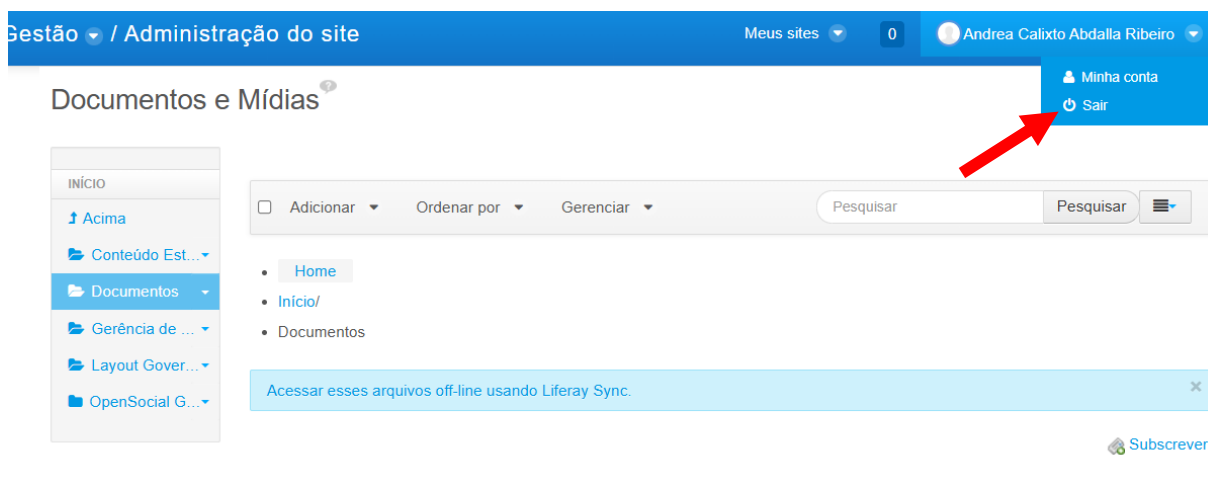 Gestão / Administração do site Meus sites 0 Andrea Calixto Abdalla Ribeiro
Minha conta
Sair
Documentos e Mídias ?
INÍCIO
Acima
Conteúdo Est...
Documentos
Gerência de ...
Layout Gover...
OpenSocial G...
Adicionar Ordenar por Gerenciar Pesquisar Pesquisar
• Home
• Início/
• Documentos
Acessar esses arquivos off-line usando Liferay Sync. ×
Subscrever